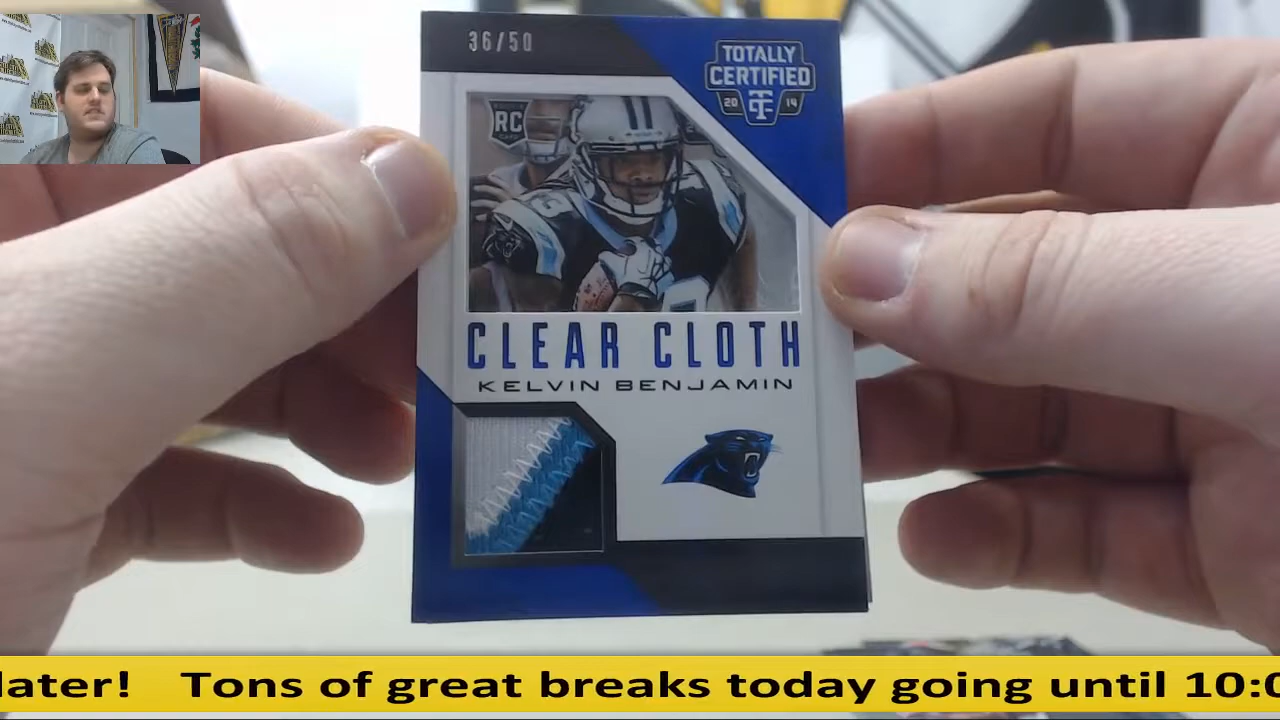 36/50
TOTALLY
CERTIFIED
20 14
RC
CLEAR CLOTH
KELVIN BENJAMIN
later! Tons of great breaks today going until 10:0